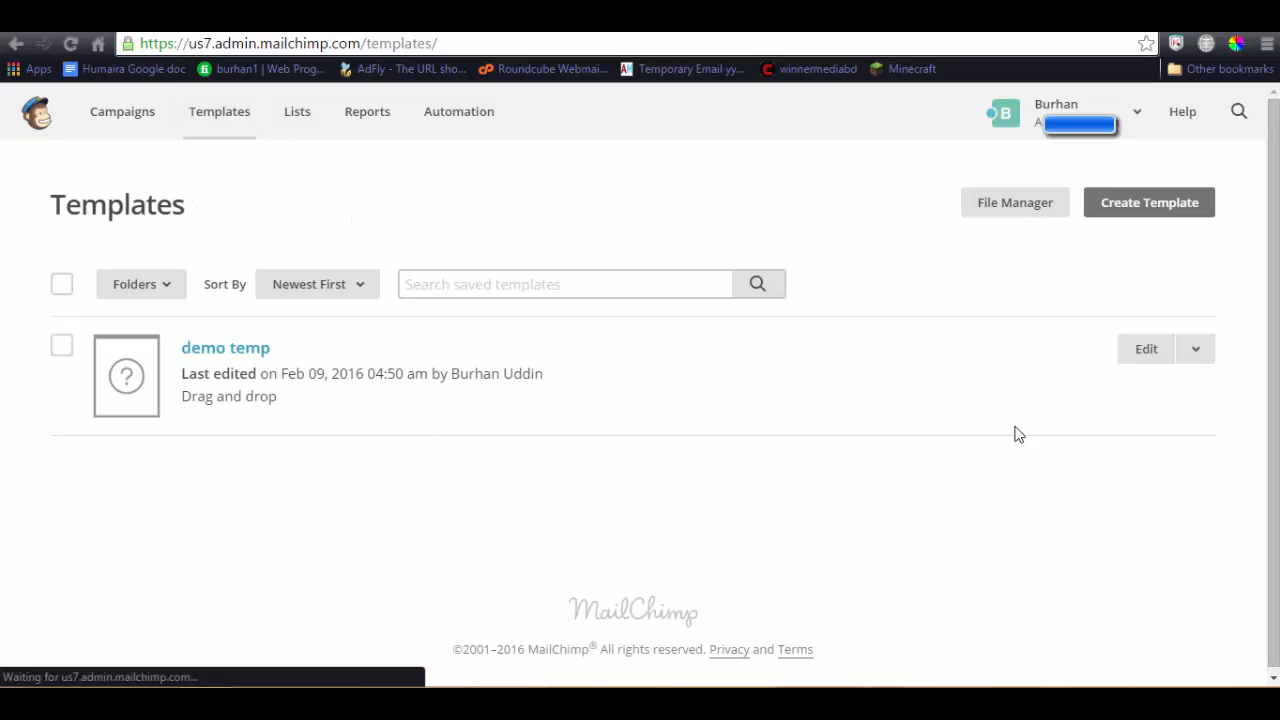 https://us7.admin.mailchimp.com/templates/
Apps Humaira Google doc burhan1 | Web Prog... AdFly - The URL sho... Roundcube Webmai... Temporary Email yy... winnermediabd Minecraft Other bookmarks
Campaigns Templates Lists Reports Automation B Burhan Help
A
Templates File Manager Create Template
Folders Sort By Newest First Search saved templates
demo temp Edit
? Last edited on Feb 09, 2016 04:50 am by Burhan Uddin
Drag and drop
MailChimp
©2001–2016 MailChimp® All rights reserved. Privacy and Terms
Waiting for us7.admin.mailchimp.com...